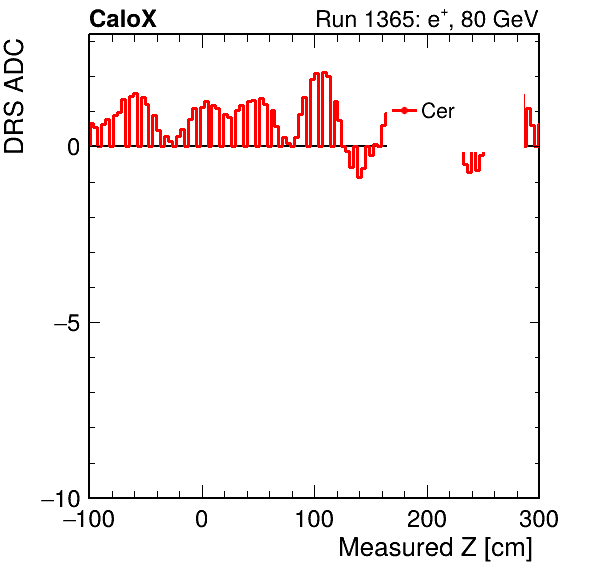 CaloX Run 1365: e⁺, 80 GeV
DRS ADC
Cer
0
−5
−10
−100 0 100 200 300
Measured Z [cm]